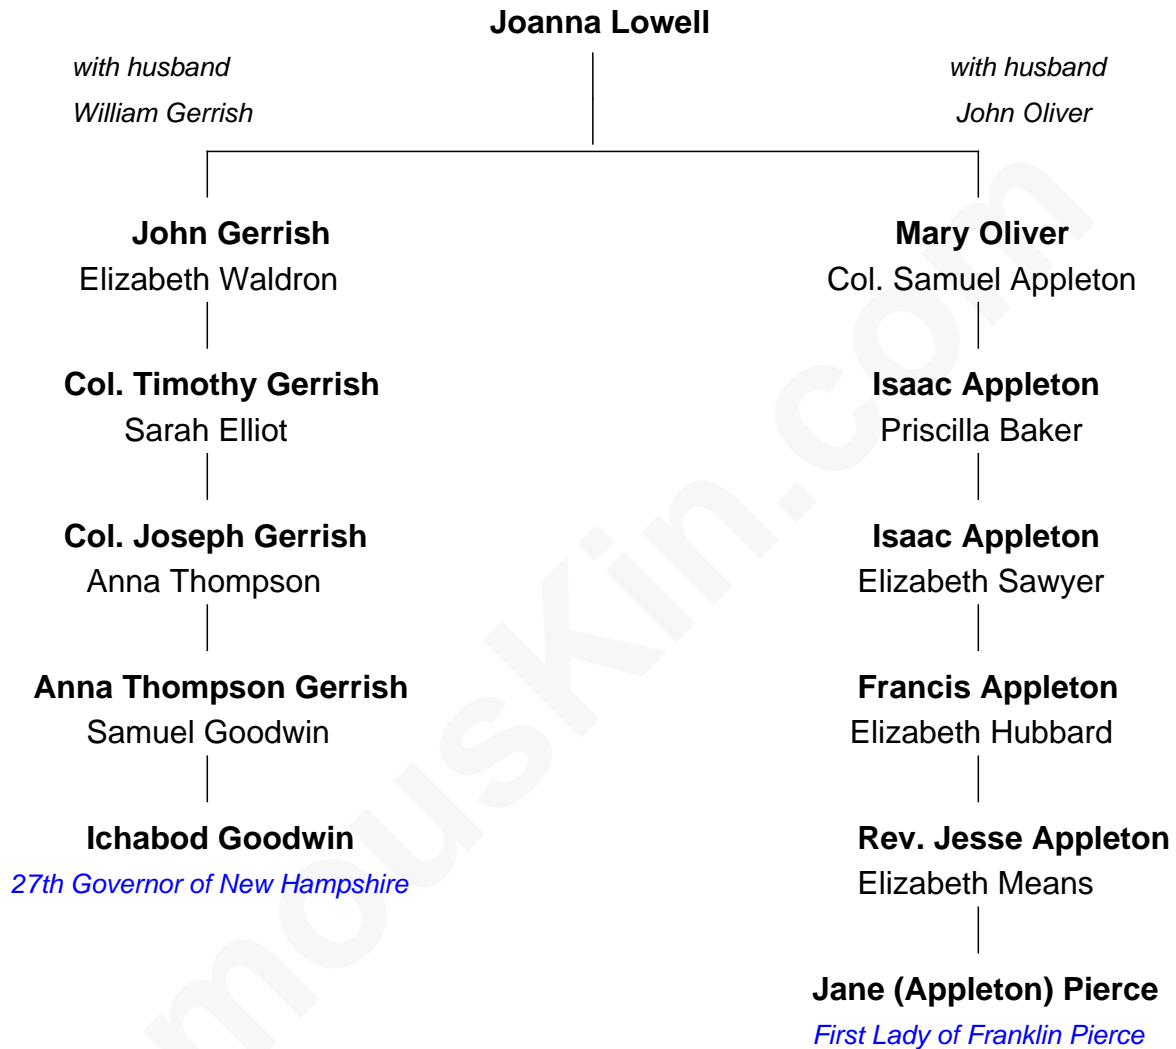 Joanna Lowell
with husband
William Gerrish
with husband
John Oliver
John Gerrish
Elizabeth Waldron
Mary Oliver
Col. Samuel Appleton
Col. Timothy Gerrish
Sarah Elliot
Isaac Appleton
Priscilla Baker
Col. Joseph Gerrish
Anna Thompson
Isaac Appleton
Elizabeth Sawyer
Anna Thompson Gerrish
Samuel Goodwin
Francis Appleton
Elizabeth Hubbard
Ichabod Goodwin
27th Governor of New Hampshire
Rev. Jesse Appleton
Elizabeth Means
Jane (Appleton) Pierce
First Lady of Franklin Pierce
mousKin.com